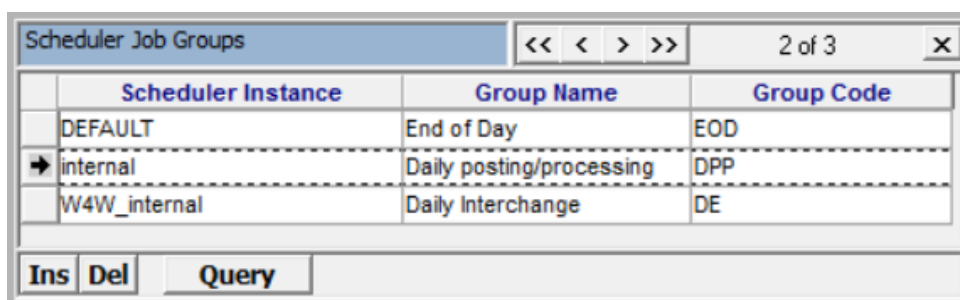 Scheduler Job Groups << < > >> 2 of 3 x
Scheduler Instance Group Name Group Code
DEFAULT End of Day EOD
internal Daily posting/processing DPP
W4W_internal Daily Interchange DE
Ins Del Query